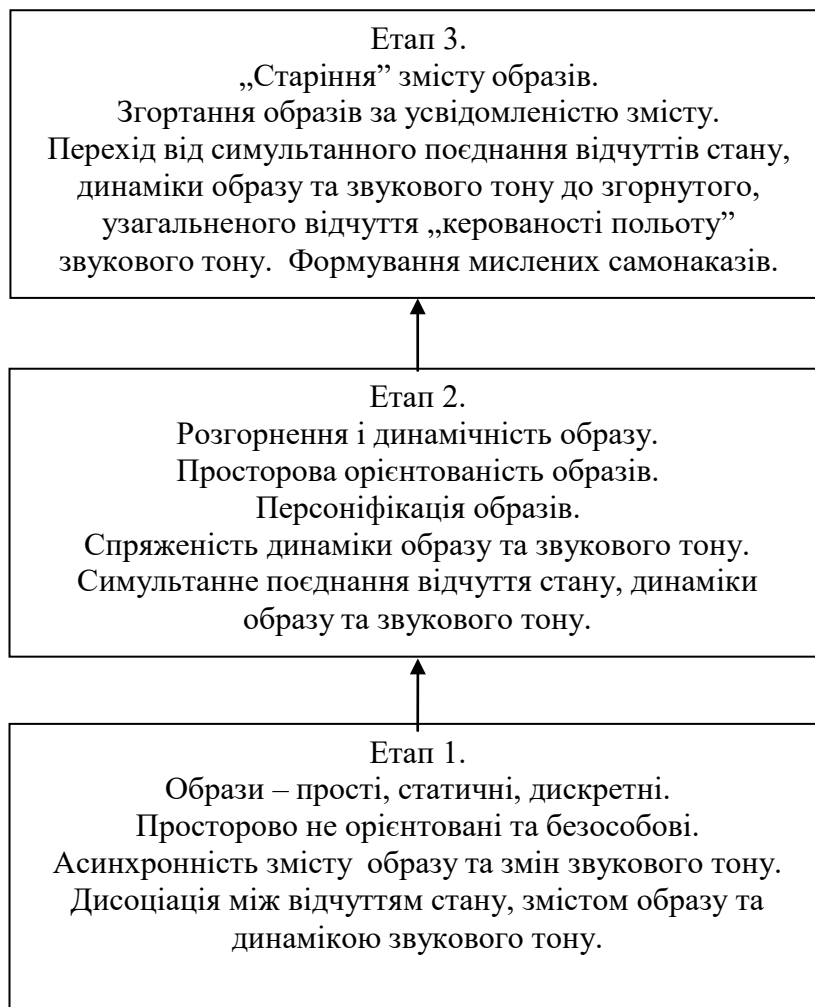 Етап 3.
„Старіння” змісту образів.
Згортання образів за усвідомленістю змісту.
Перехід від симультанного поєднання відчуттів стану,
динаміки образу та звукового тону до згорнутого,
узагальненого відчуття „керованості польоту”
звукового тону. Формування мислених самонаказів.
Етап 2.
Розгорнення і динамічність образу.
Просторова орієнтованість образів.
Персоніфікація образів.
Спряженість динаміки образу та звукового тону.
Симультанне поєднання відчуття стану, динаміки
образу та звукового тону.
Етап 1.
Образи – прості, статичні, дискретні.
Просторово не орієнтовані та безособові.
Асинхронність змісту образу та змін звукового тону.
Дисоціація між відчуттям стану, змістом образу та
динамікою звукового тону.